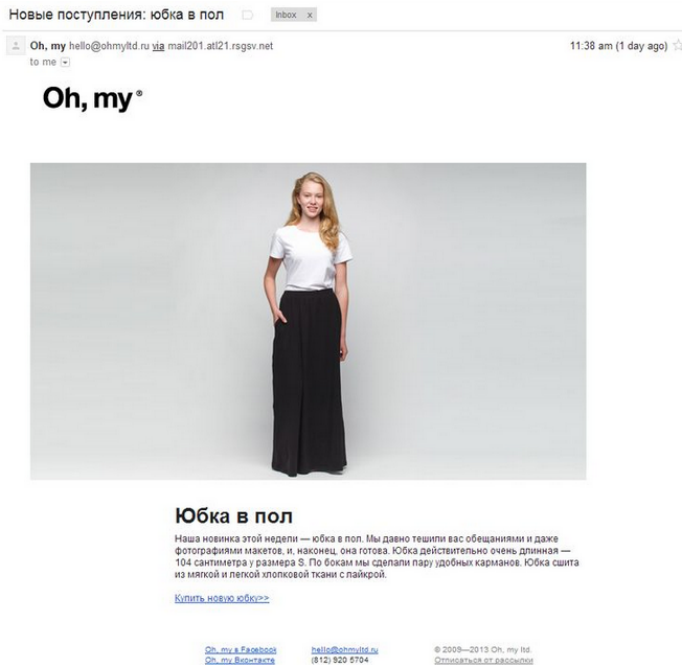 Новые поступления: юбка в пол
Inbox x
Oh, my hello@ohmyltd.ru via mail201.atl21.rsgsv.net
11:38 am (1 day ago)
to me
Oh, my®
Юбка в пол
Наша новинка этой недели — юбка в пол. Мы давно тешили вас обещаниями и даже
фотографиями макетов, и, наконец, она готова. Юбка действительно очень длинная —
104 сантиметра у размера S. По бокам мы сделали пару удобных карманов. Юбка сшита
из мягкой и легкой хлопковой ткани с лайкрой.
Купить новую юбку>>
Oh, my в Facebook
Oh, my Вконтакте
hello@ohmyltd.ru
(812) 920 5704
© 2009—2013 Oh, my ltd.
Отписаться от рассылки